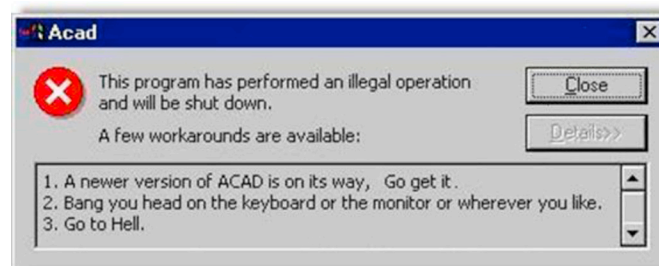 Acad
This program has performed an illegal operation
and will be shut down.
Close
A few workarounds are available:
Details>>
1. A newer version of ACAD is on its way, Go get it.
2. Bang you head on the keyboard or the monitor or wherever you like.
3. Go to Hell.